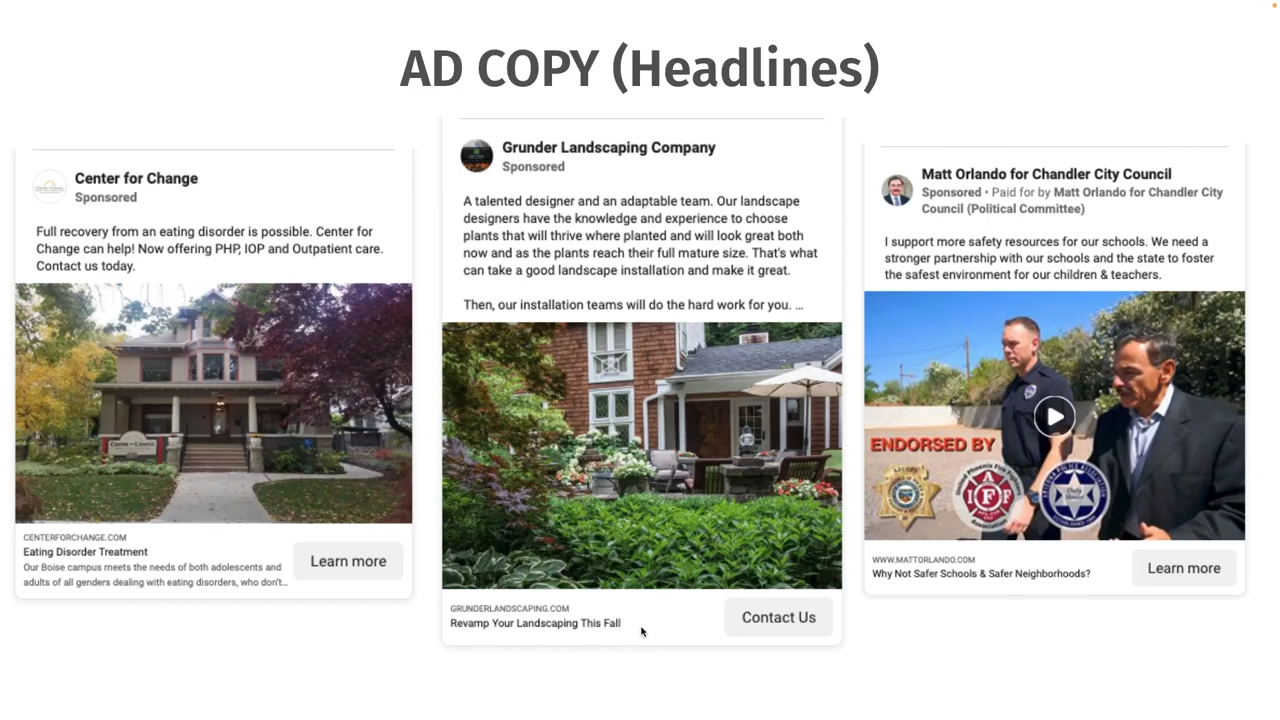 AD COPY (Headlines)
Center for Change
Sponsored
Full recovery from an eating disorder is possible. Center for
Change can help! Now offering PHP, IOP and Outpatient care.
Contact us today.
CENTER FOR CHANGE
CENTERFORCHANGE.COM
Eating Disorder Treatment
Our Boise campus meets the needs of both adolescents and
adults of all genders dealing with eating disorders, who don't...
Learn more
Grunder Landscaping Company
Sponsored
A talented designer and an adaptable team. Our landscape
designers have the knowledge and experience to choose
plants that will thrive where planted and will look great both
now and as the plants reach their full mature size. That's what
can take a good landscape installation and make it great.
Then, our installation teams will do the hard work for you. ...
GRUNDERLANDSCAPING.COM
Revamp Your Landscaping This Fall
Contact Us
Matt Orlando for Chandler City Council
Sponsored • Paid for by Matt Orlando for Chandler City
Council (Political Committee)
I support more safety resources for our schools. We need a
stronger partnership with our schools and the state to foster
the safest environment for our children & teachers.
ENDORSED BY
United Phoenix Fire Fighters
I A F F
Association
WWW.MATTORLANDO.COM
Why Not Safer Schools & Safer Neighborhoods?
Learn more